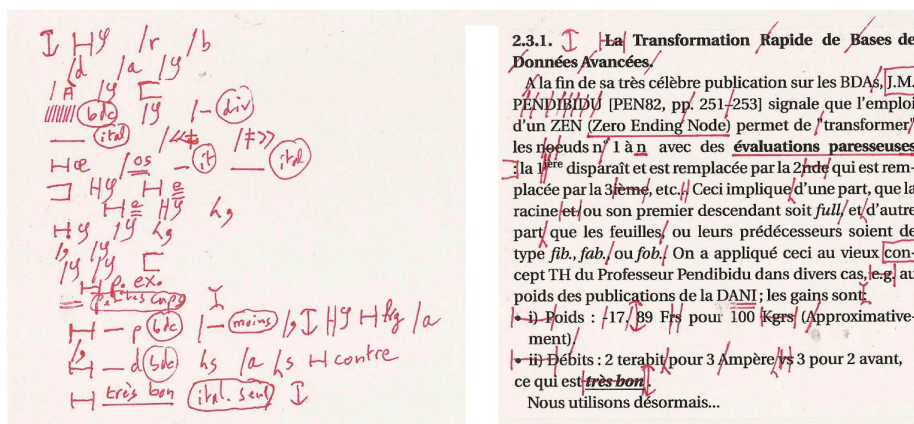 /r /b
/d /a
/A
bdc /- div
ital /« ≠ /≠ »
œ /os it ital
e
e
p. ex.
petites caps
p bdc /- moins /a
d bdc /a contre
très bon ital. seul
2.3.1. La Transformation Rapide de Bases de
Données Avancées.
A la fin de sa très célèbre publication sur les BDAs, J.M.
PENDIBIDU [PEN82, pp. 251–253] signale que l'emploi
d'un ZEN (Zero Ending Node) permet de "transformer"
les noeuds n° 1 à n avec des évaluations paresseuses
: la 1ière disparaît et est remplacée par la 2nde qui est rem-
placée par la 3ième, etc... Ceci implique d'une part, que la
racine et/ou son premier descendant soit full, et d'autre
part que les feuilles, ou leurs prédécesseurs soient de
type fib., fab., ou fob. On a appliqué ceci au vieux con-
cept TH du Professeur Pendibidu dans divers cas, e.g. au
poids des publications de la DANI ; les gains sont:
• i) Poids : -17. 89 Frs pour 100 Kgrs (Approximative-
ment),
• ii) Débits : 2 terabit pour 3 Ampère vs 3 pour 2 avant,
ce qui est très bon.
Nous utilisons désormais...